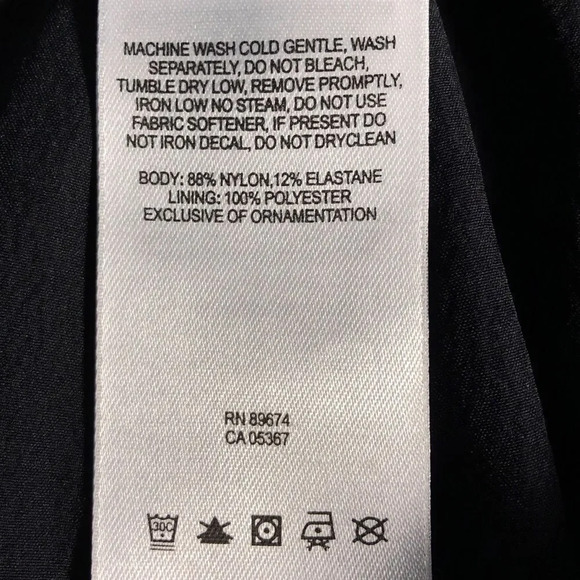 MACHINE WASH COLD GENTLE, WASH
SEPARATELY, DO NOT BLEACH,
TUMBLE DRY LOW, REMOVE PROMPTLY,
IRON LOW NO STEAM, DO NOT USE
FABRIC SOFTENER, IF PRESENT DO
NOT IRON DECAL, DO NOT DRYCLEAN
BODY: 88% NYLON,12% ELASTANE
LINING: 100% POLYESTER
EXCLUSIVE OF ORNAMENTATION
RN 89674
CA 05367
30C